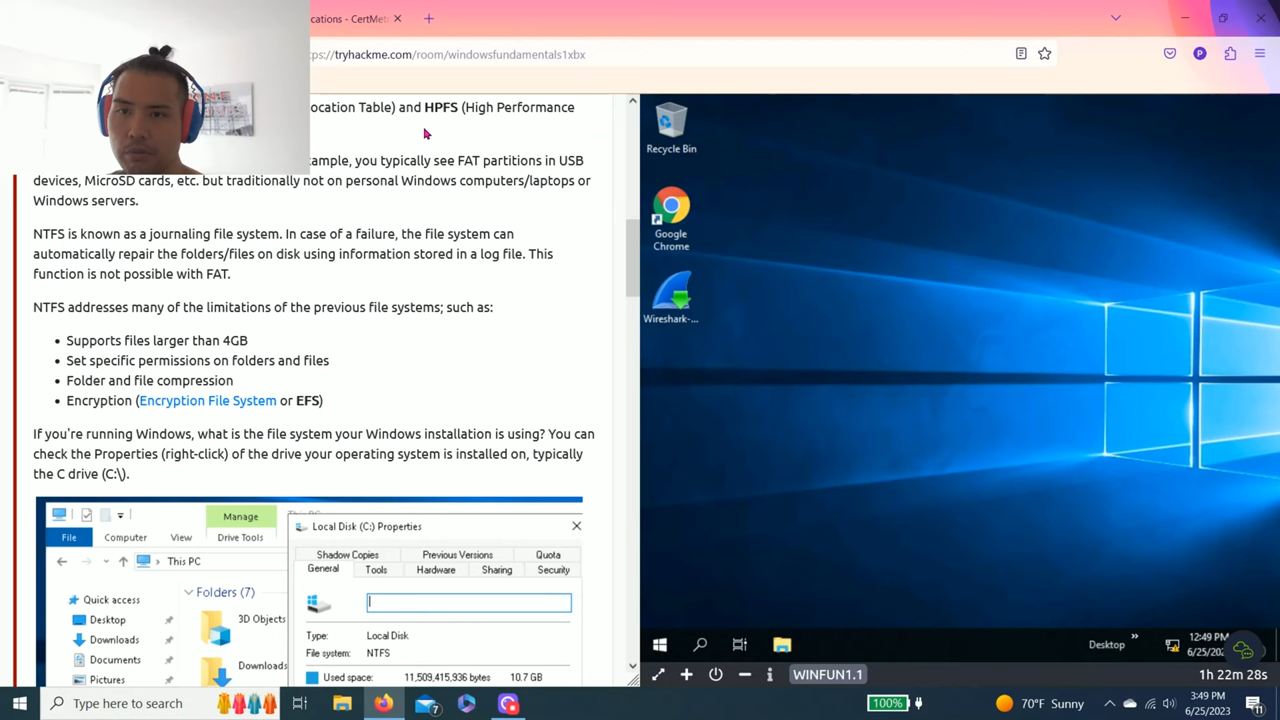 cations - CertMet
ps://tryhackme.com/room/windowsfundamentals1xbx
location Table) and HPFS (High Performance
ample, you typically see FAT partitions in USB
devices, MicroSD cards, etc. but traditionally not on personal Windows computers/laptops or
Windows servers.
NTFS is known as a journaling file system. In case of a failure, the file system can
automatically repair the folders/files on disk using information stored in a log file. This
function is not possible with FAT.
NTFS addresses many of the limitations of the previous file systems; such as:
• Supports files larger than 4GB
• Set specific permissions on folders and files
• Folder and file compression
• Encryption (Encryption File System or EFS)
If you're running Windows, what is the file system your Windows installation is using? You can
check the Properties (right-click) of the drive your operating system is installed on, typically
the C drive (C:\).
Manage
File
Computer
View
Drive Tools
This PC
Quick access
Desktop
Downloads
Documents
Pictures
Folders (7)
3D Objects
Downloads
Local Disk (C:) Properties
Shadow Copies
Previous Versions
Quota
General
Tools
Hardware
Sharing
Security
Type:
Local Disk
File system:
NTFS
Used space:
11,509,415,936 bytes
10.7 GB
Recycle Bin
Google
Chrome
Wireshark-...
Desktop
12:49 PM
WINFUN1.1
1h 22m 28s
Type here to search
7
100%
70°F Sunny
3:49 PM
6/25/2023
11